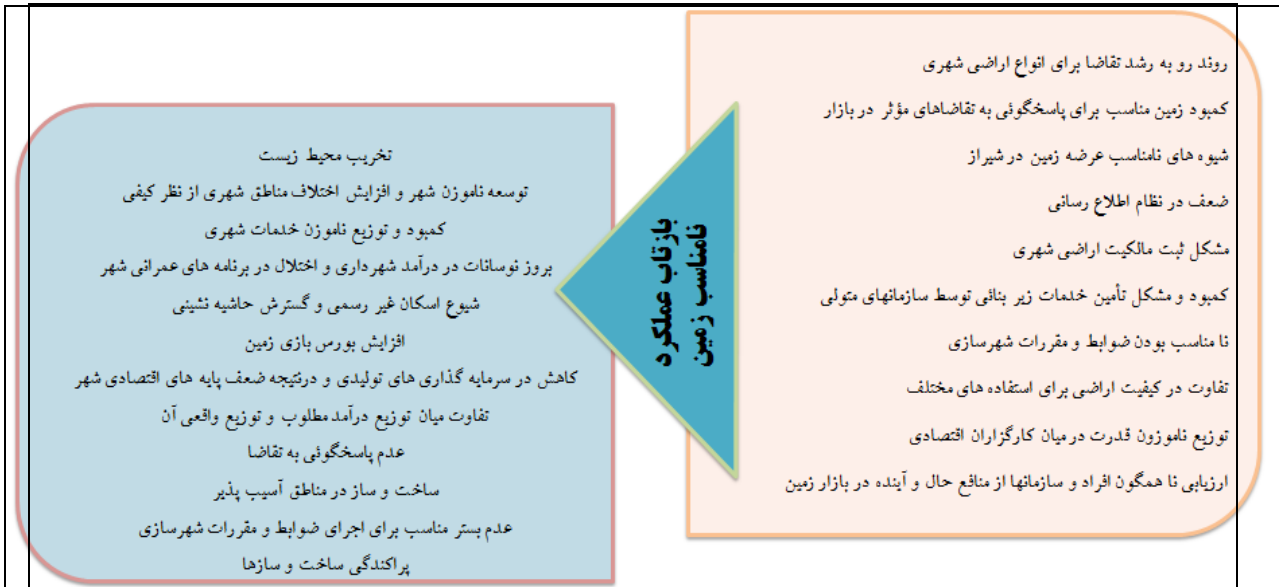 روند رو به رشد تقاضا برای انواع اراضی شهری
کمبود زمین مناسب برای پاسخگوئی به تقاضاهای مؤثر در بازار
شیوه های نامناسب عرضه زمین در شیراز
ضعف در نظام اطلاع رسانی
مشکل ثبت مالکیت اراضی شهری
کمبود و مشکل تأمین خدمات زیر بنائی توسط سازمانهای متولی
نا مناسب بودن ضوابط و مقررات شهرسازی
تفاوت در کیفیت اراضی برای استفاده های مختلف
توزیع ناموزون قدرت در میان کارگزاران اقتصادی
ارزیابی نا همگون افراد و سازمانها از منافع حال و آینده در بازار زمین
بازتاب عملکرد
نامناسب زمین
تخریب محیط زیست
توسعه ناموزن شهر و افزایش اختلاف مناطق شهری از نظر کیفی
کمبود و توزیع ناموزن خدمات شهری
بروز نوسانات در درآمد شهرداری و اختلال در برنامه های عمرانی شهر
شیوع اسکان غیر رسمی و گسترش حاشیه نشینی
افزایش بورس بازی زمین
کاهش در سرمایه گذاری های تولیدی و درنتیجه ضعف پایه های اقتصادی شهر
تفاوت میان توزیع درآمد مطلوب و توزیع واقعی آن
عدم پاسخگوئی به تقاضا
ساخت و ساز در مناطق آسیب پذیر
عدم بستر مناسب برای اجرای ضوابط و مقررات شهرسازی
پراکندگی ساخت و سازها